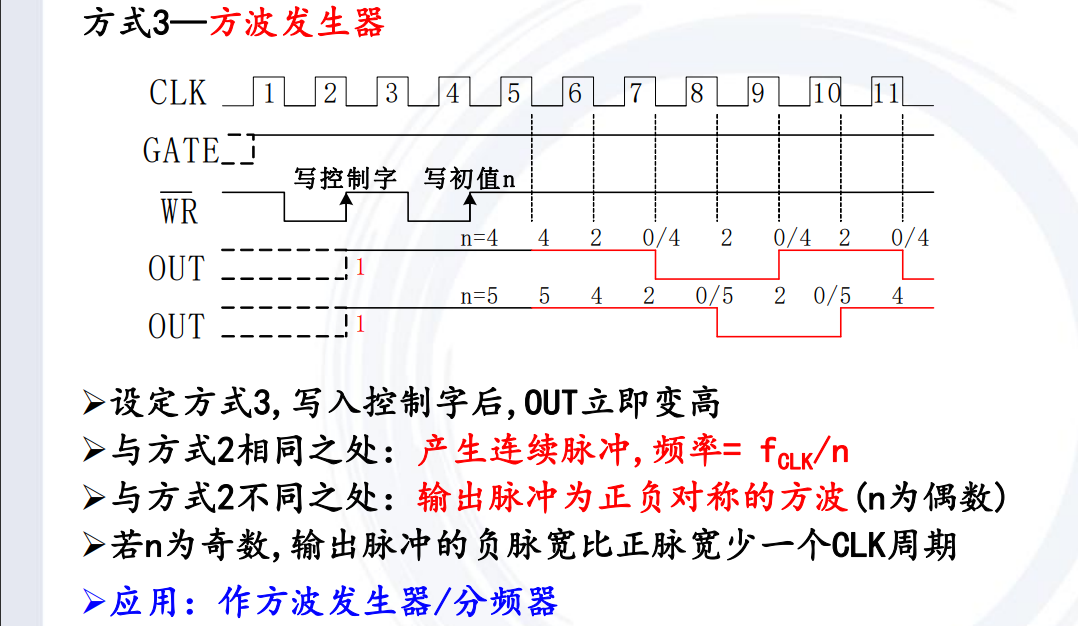 方式3—方波发生器
CLK 1 2 3 4 5 6 7 8 9 10 11
GATE
写控制字 写初值n
WR
n=4 4 2 0/4 2 0/4 2 0/4
OUT 1
n=5 5 4 2 0/5 2 0/5 4
OUT 1
➢设定方式3,写入控制字后,OUT立即变高
➢与方式2相同之处：产生连续脉冲,频率= fCLK/n
➢与方式2不同之处：输出脉冲为正负对称的方波(n为偶数)
➢若n为奇数,输出脉冲的负脉宽比正脉宽少一个CLK周期
➢应用：作方波发生器/分频器